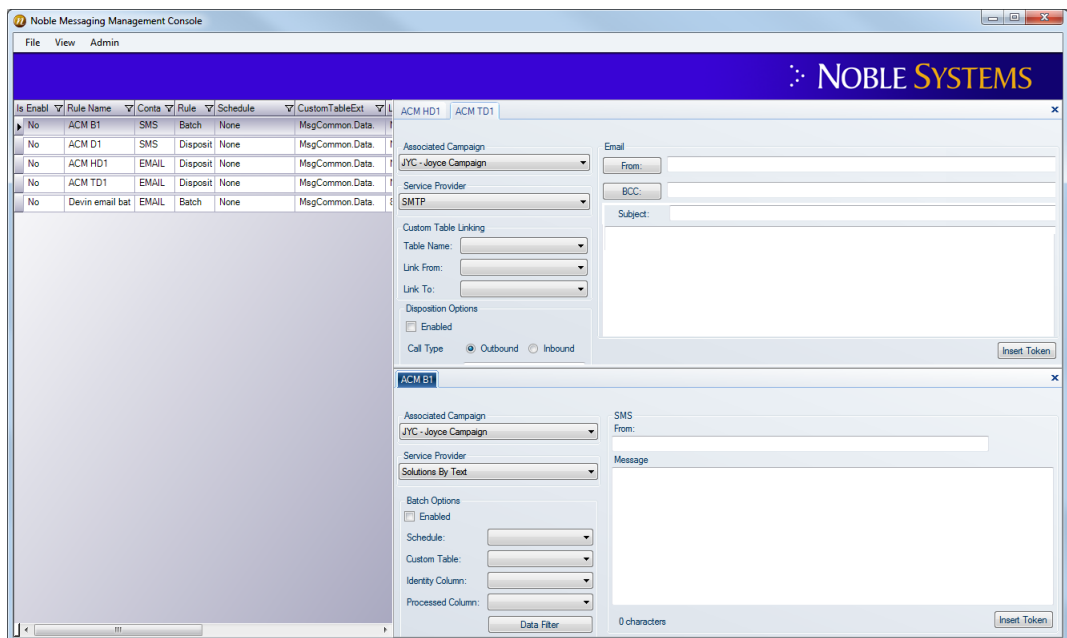 Noble Messaging Management Console
File View Admin
NOBLE SYSTEMS
Is Enabl Rule Name Conta Rule Schedule CustomTableExt L
No ACM B1 SMS Batch None MsgCommon.Data.
No ACM D1 SMS Disposit None MsgCommon.Data.
No ACM HD1 EMAIL Disposit None MsgCommon.Data.
No ACM TD1 EMAIL Disposit None MsgCommon.Data.
No Devin email bat EMAIL Batch None MsgCommon.Data.
ACM HD1 ACM TD1
Associated Campaign
JYC - Joyce Campaign
Service Provider
SMTP
Custom Table Linking
Table Name:
Link From:
Link To:
Disposition Options
Enabled
Call Type Outbound Inbound
Email
From:
BCC:
Subject:
Insert Token
ACM B1
Associated Campaign
JYC - Joyce Campaign
Service Provider
Solutions By Text
Batch Options
Enabled
Schedule:
Custom Table:
Identity Column:
Processed Column:
Data Filter
SMS
From:
Message
0 characters
Insert Token